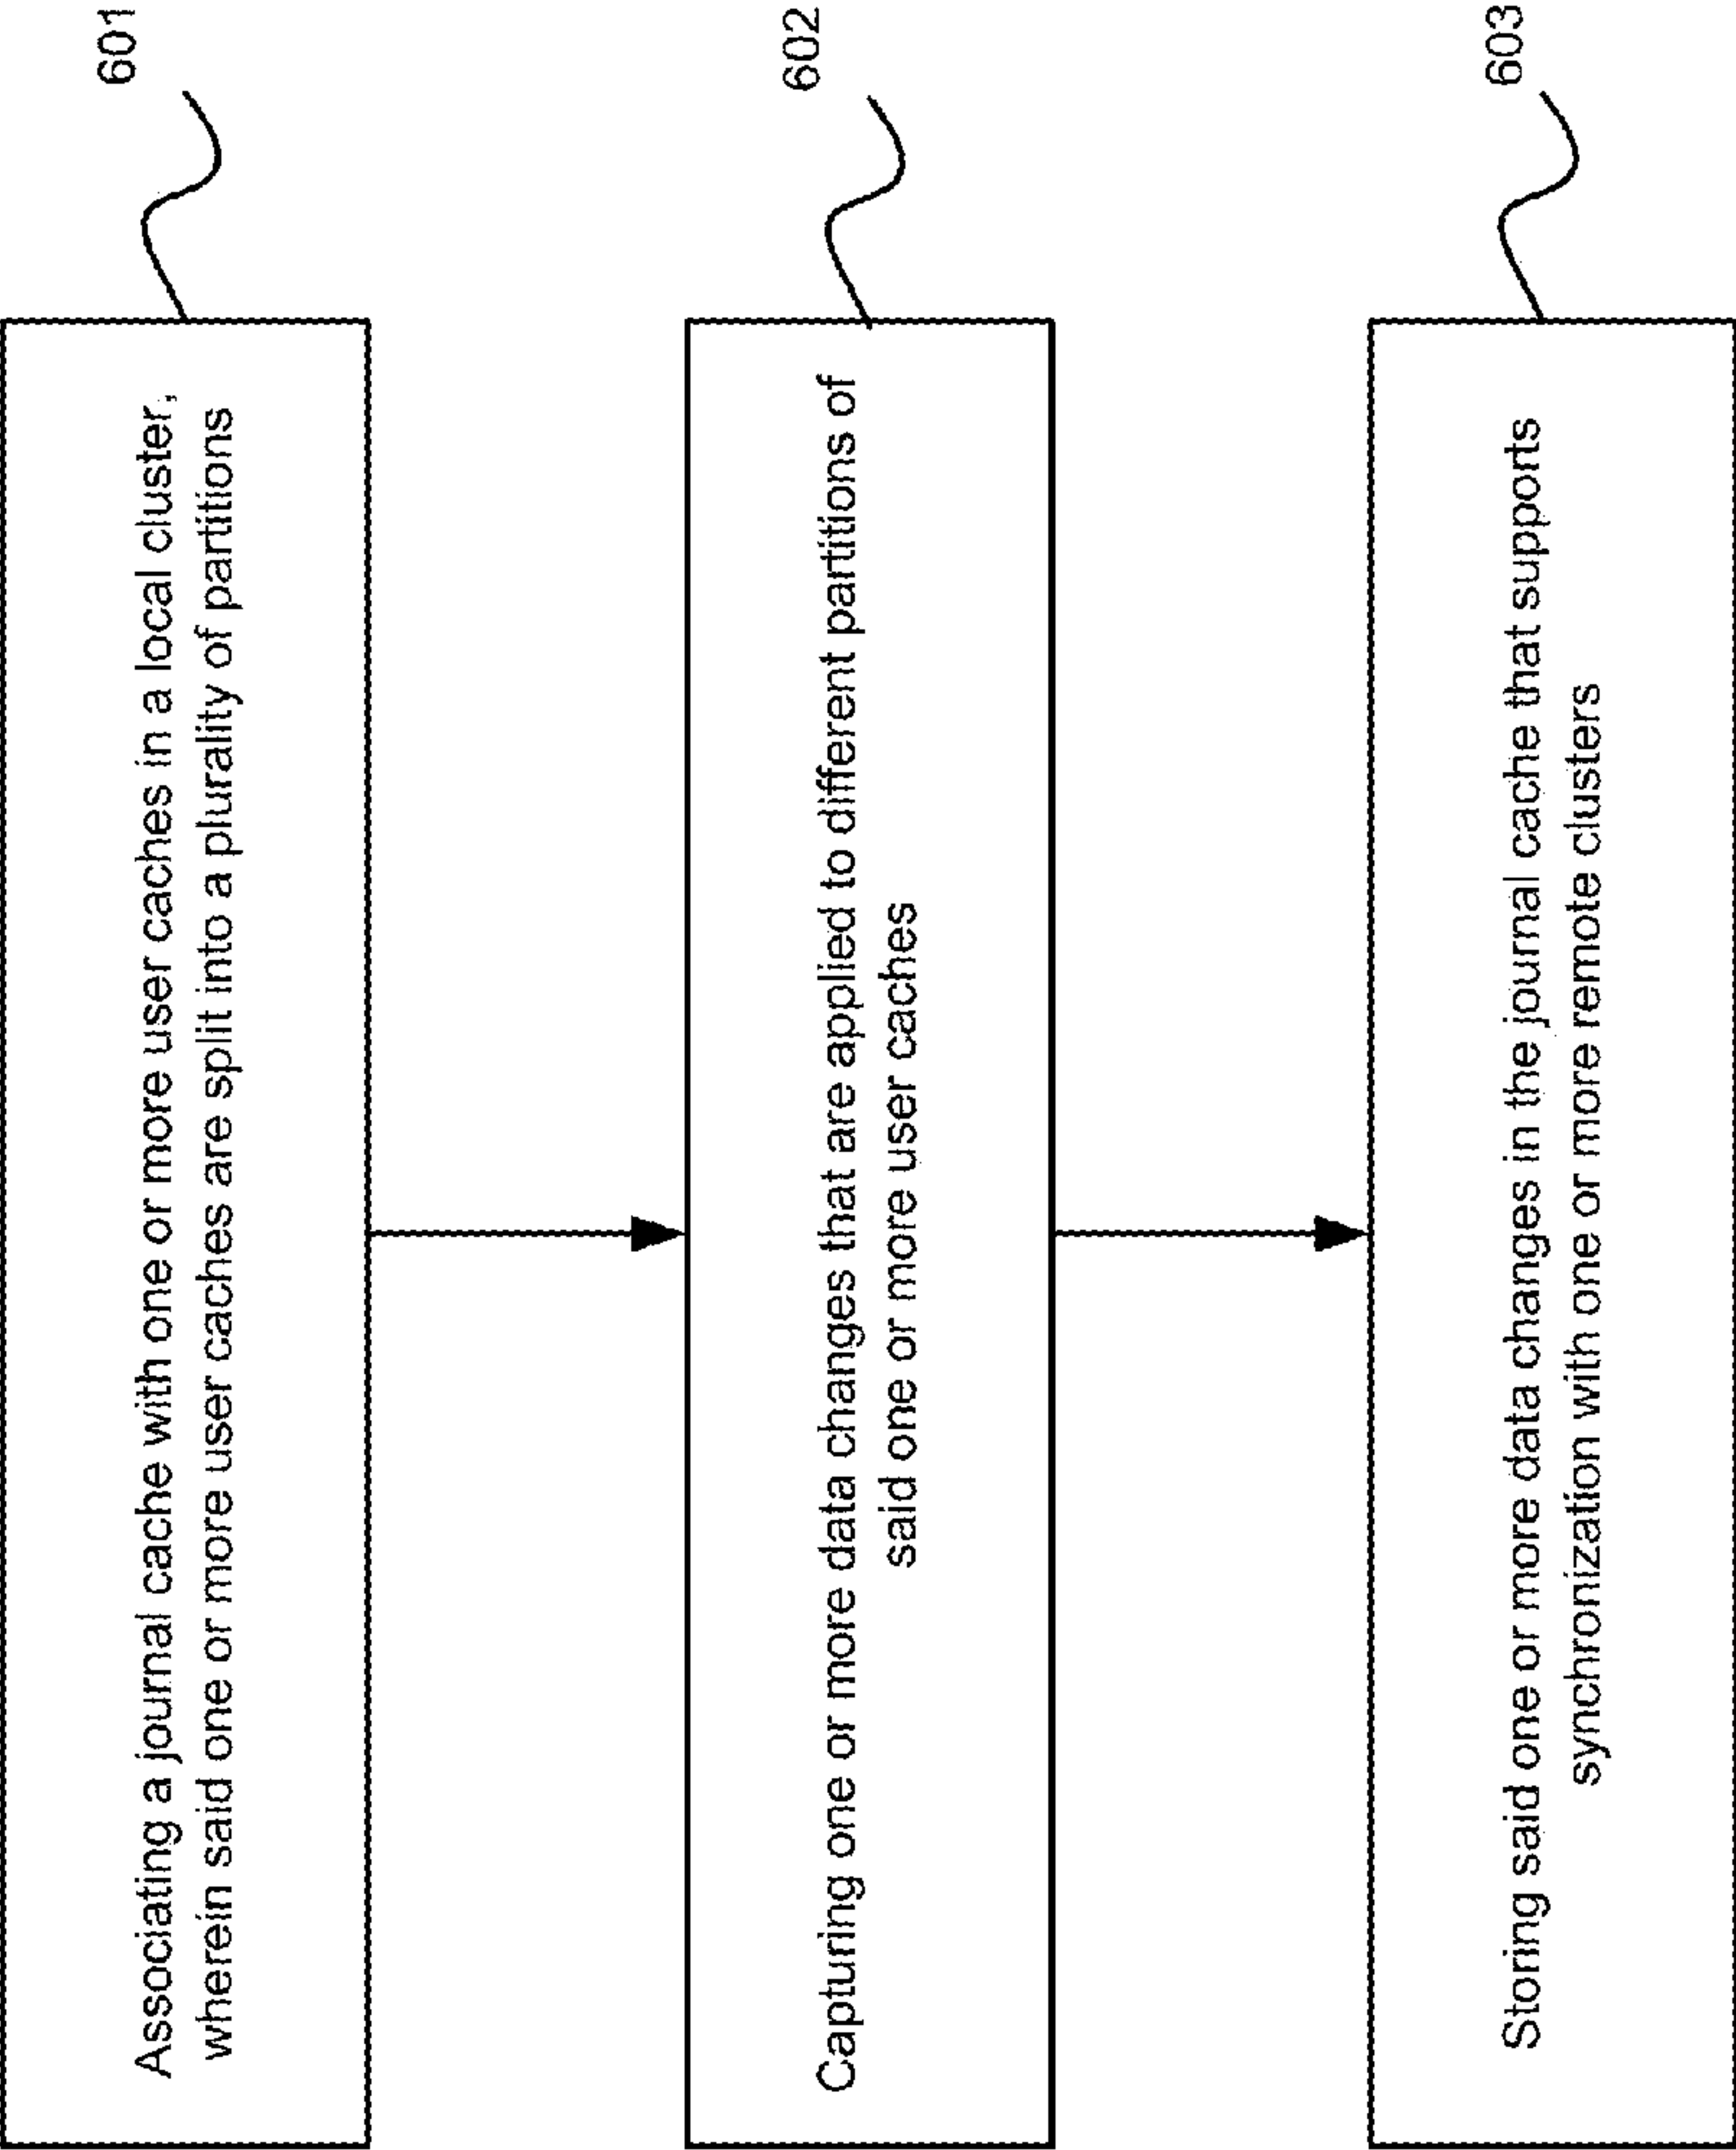 601
Associating a journal cache with one or more user caches in a local cluster,
wherein said one or more user caches are split into a plurality of partitions
602
Capturing one or more data changes that are applied to different partitions of
said one or more user caches
603
Storing said one or more data changes in the journal cache that supports
synchronization with one or more remote clusters